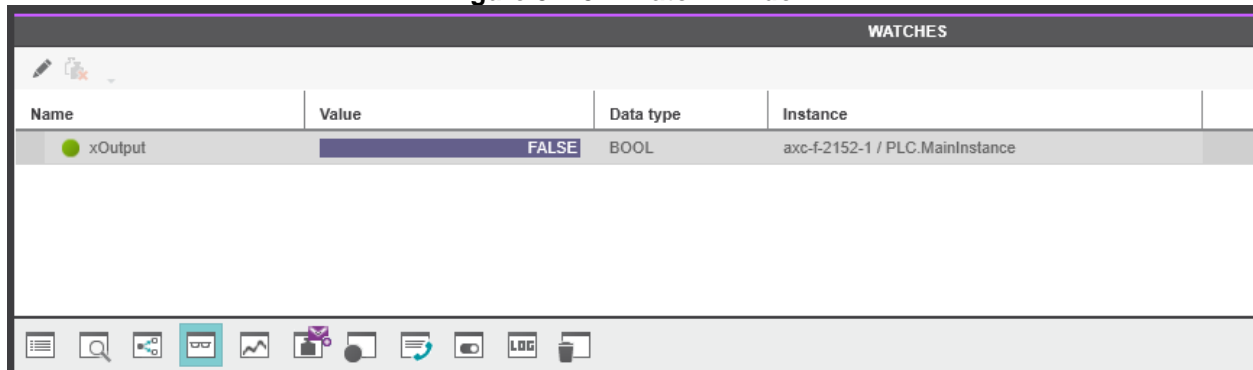 WATCHES
Name Value Data type Instance
xOutput FALSE BOOL axc-f-2152-1 / PLC.MainInstance
LOG